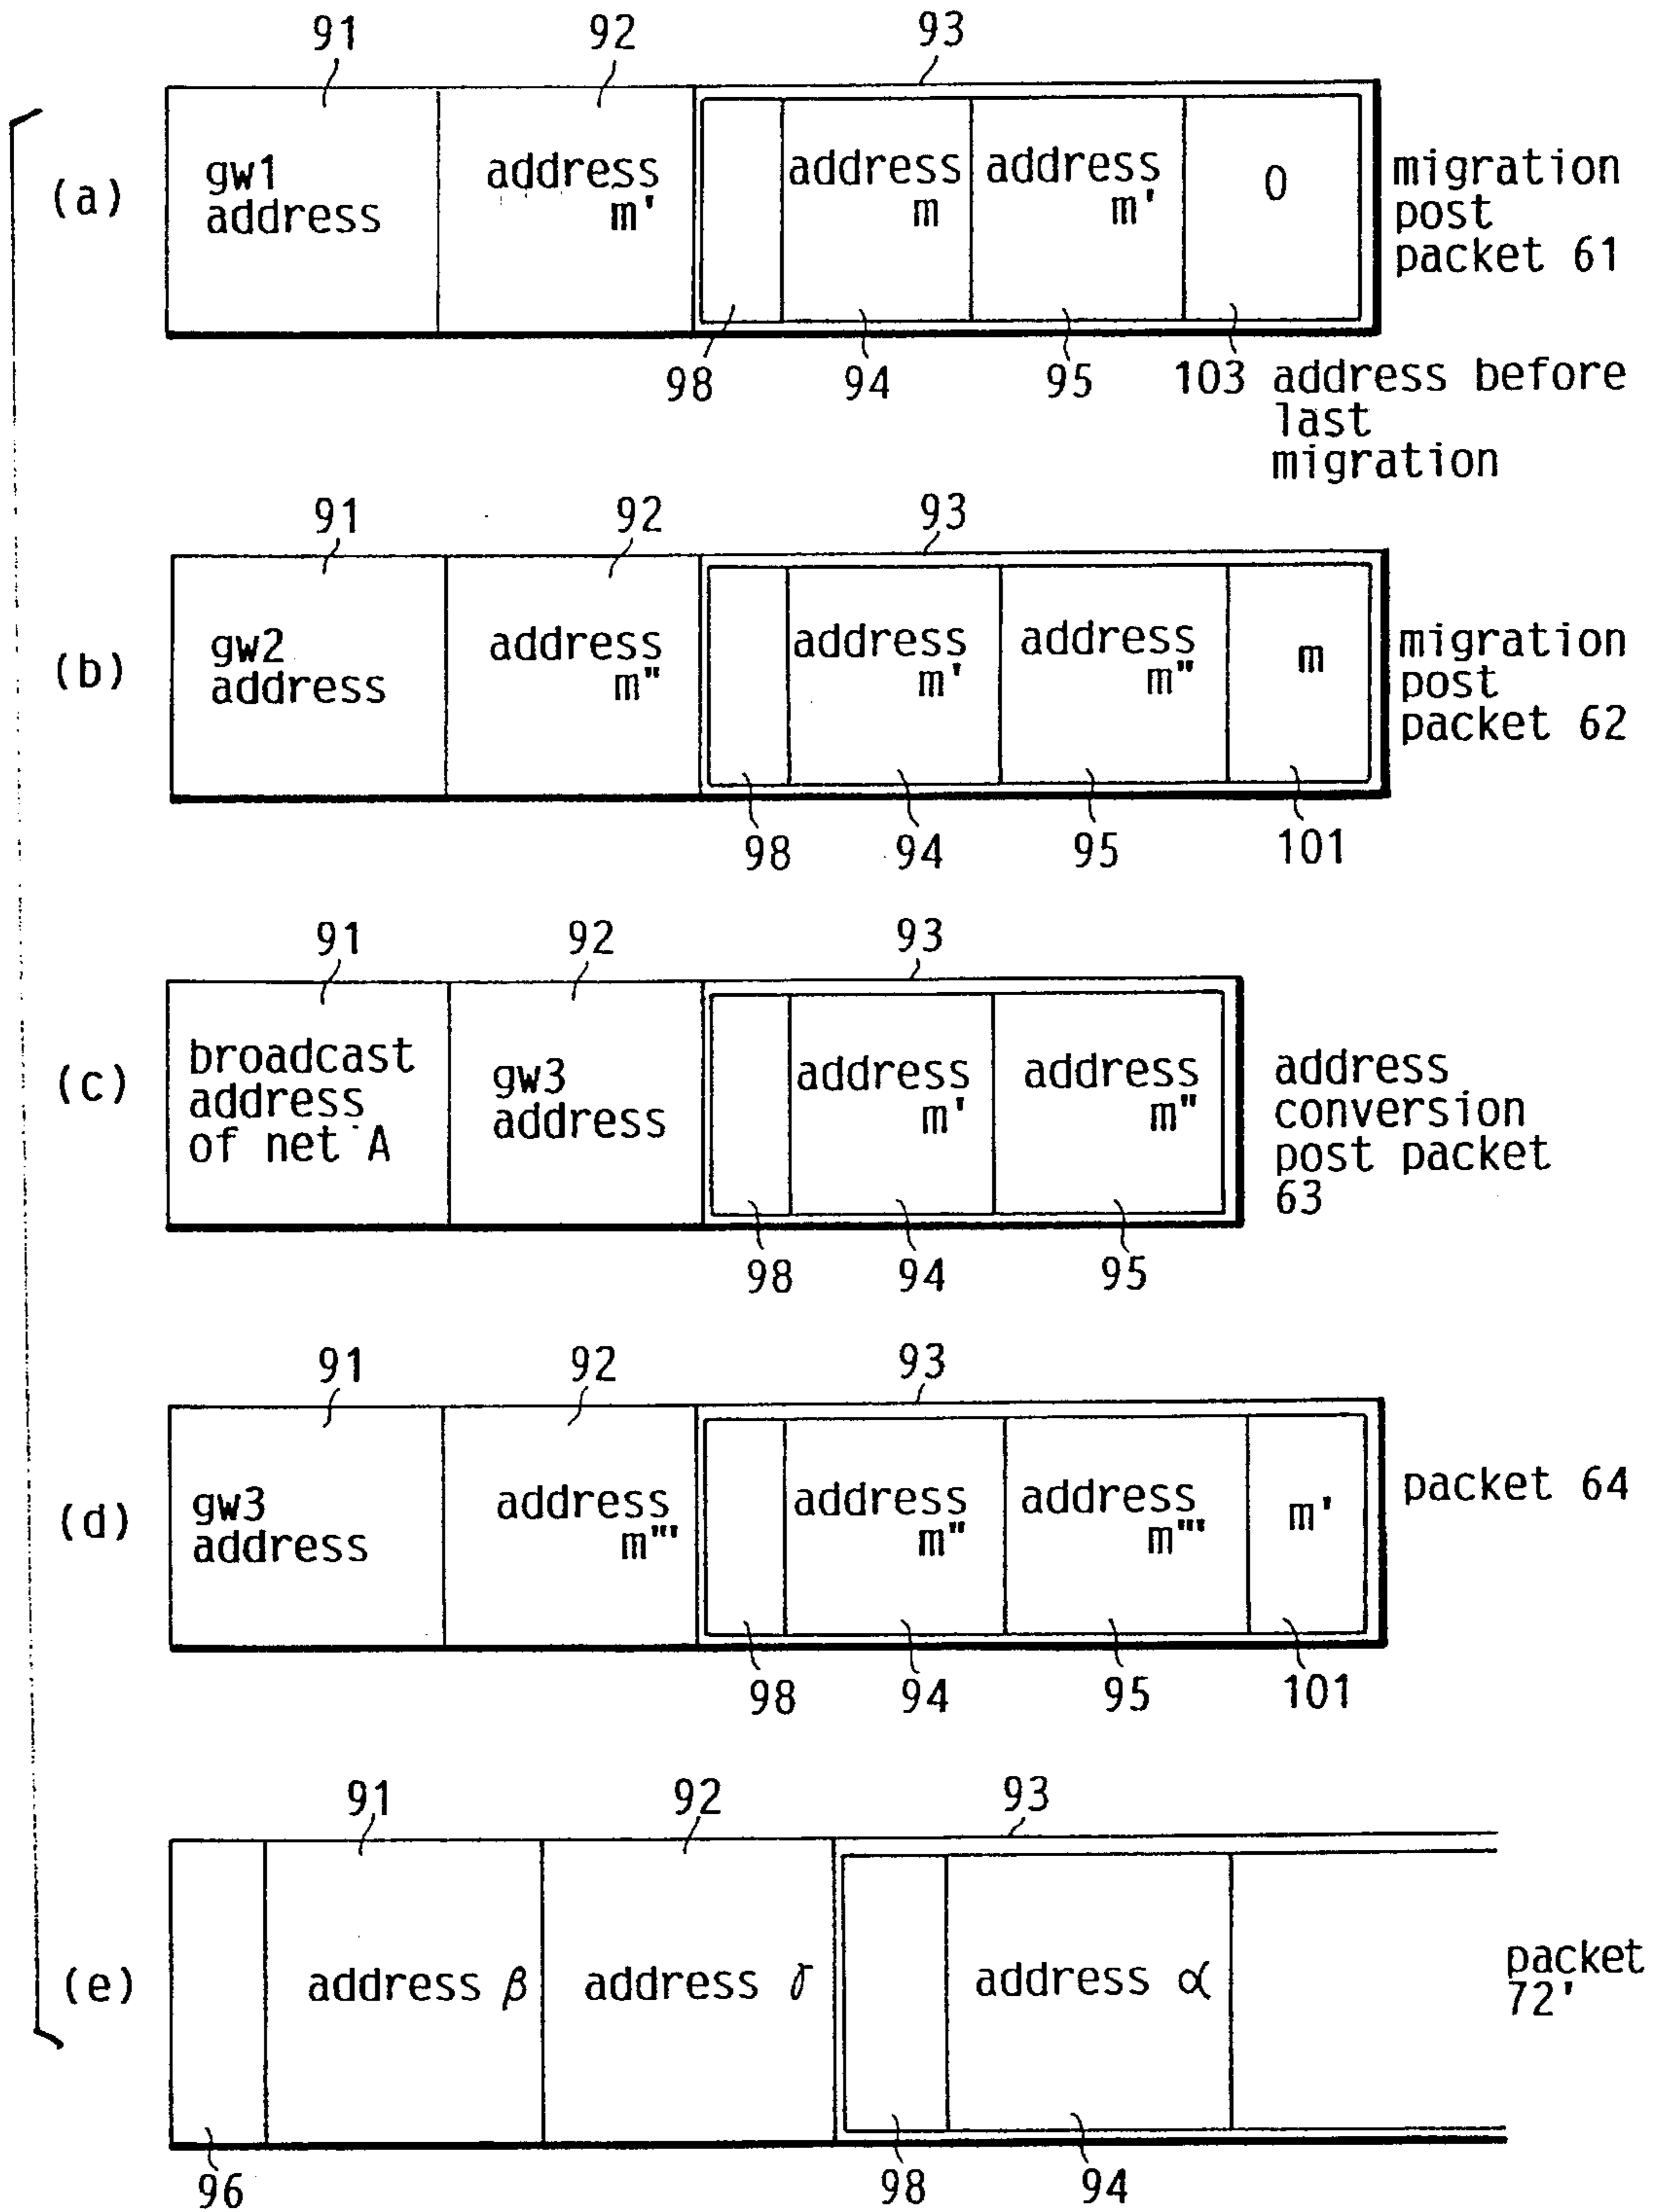 91
92
93
(a)
gw1
address
address
m'
address
m
address
m'
0
migration
post
packet 61
98
94
95
103
address before
last
migration
91
92
93
(b)
gw2
address
address
m"
address
m'
address
m"
m
migration
post
packet 62
98
94
95
101
91
92
93
(c)
broadcast
address
of net A
gw3
address
address
m'
address
m"
address
conversion
post packet
63
98
94
95
91
92
93
(d)
gw3
address
address
m"'
address
m"
address
m"'
m'
packet 64
98
94
95
101
91
92
93
(e)
address β
address γ
address α
packet
72'
96
98
94